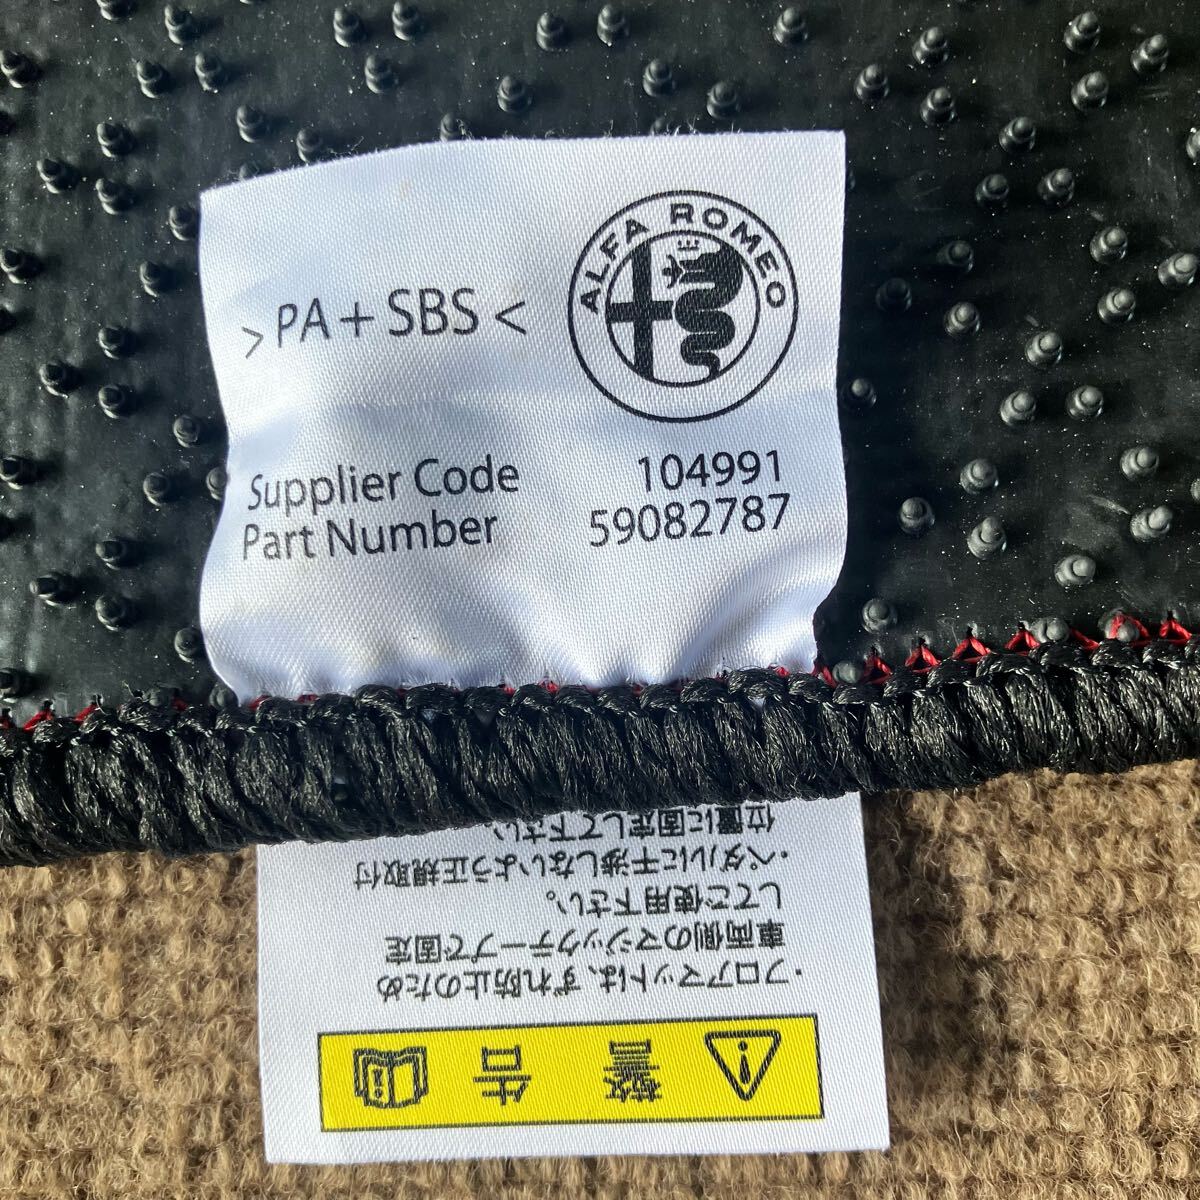 ALFA ROMEO
>PA+SBS<
Supplier Code 104991
Part Number 59082787
警告
・フロアマットは、ずれ防止のため
車両側のマジックテープで固定
してご使用下さい。
・ペダルに干渉しないよう正規取付
位置に固定して下さい。